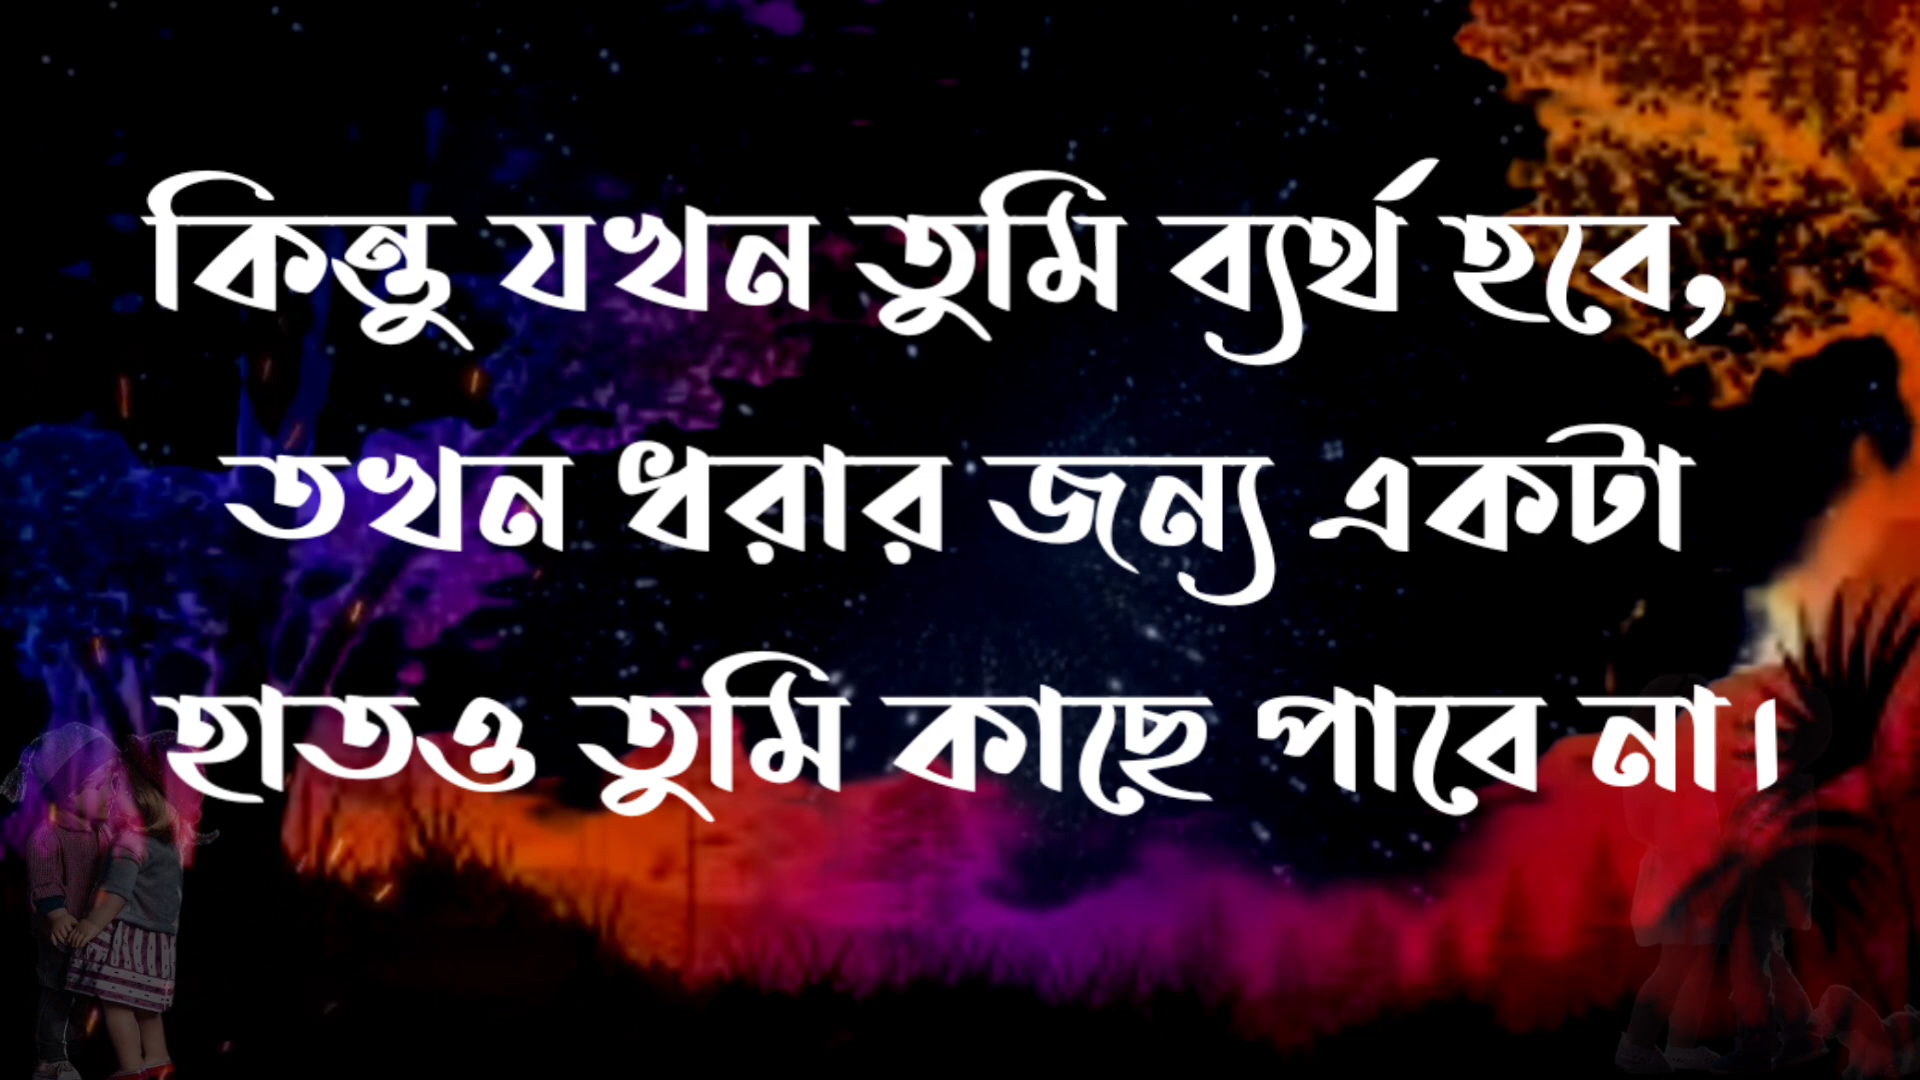 কিন্তু যখন তুমি ব্যর্থ হবে,
তখন ধরার জন্য একটা
হাতও তুমি কাছে পাবে না।